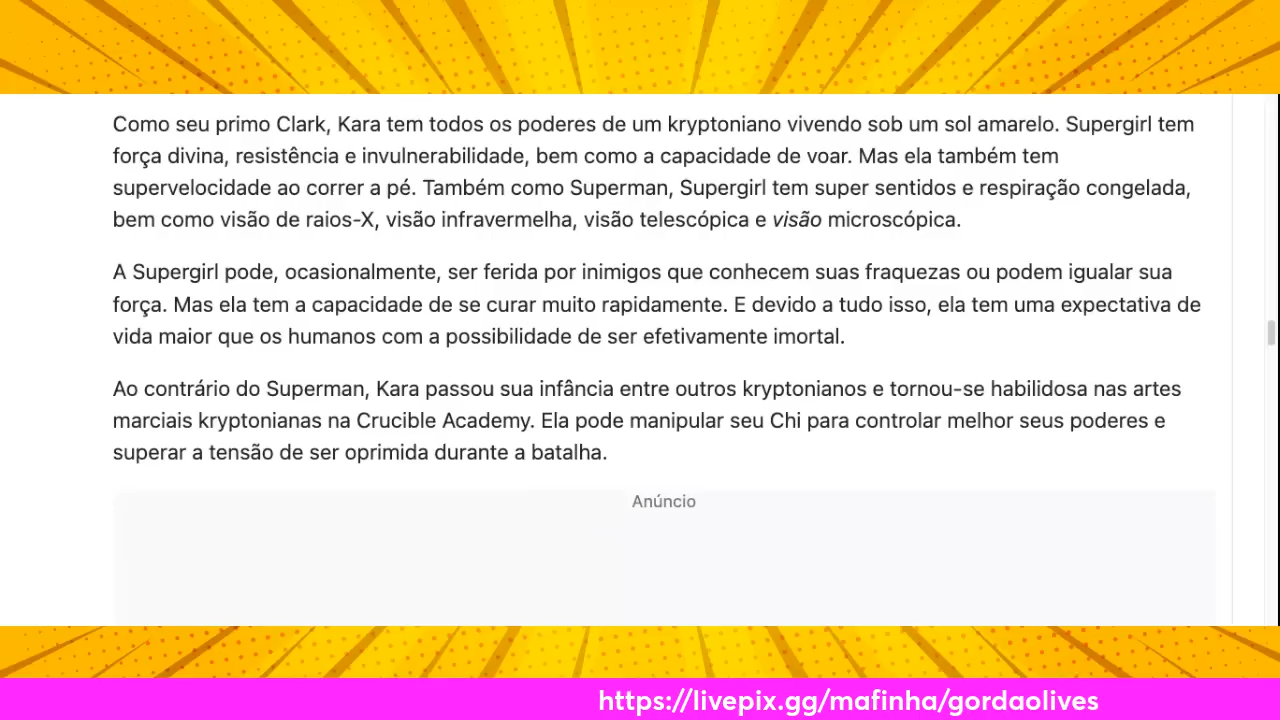 Como seu primo Clark, Kara tem todos os poderes de um kryptoniano vivendo sob um sol amarelo. Supergirl tem
força divina, resistência e invulnerabilidade, bem como a capacidade de voar. Mas ela também tem
supervelocidade ao correr a pé. Também como Superman, Supergirl tem super sentidos e respiração congelada,
bem como visão de raios-X, visão infravermelha, visão telescópica e visão microscópica.
A Supergirl pode, ocasionalmente, ser ferida por inimigos que conhecem suas fraquezas ou podem igualar sua
força. Mas ela tem a capacidade de se curar muito rapidamente. E devido a tudo isso, ela tem uma expectativa de
vida maior que os humanos com a possibilidade de ser efetivamente imortal.
Ao contrário do Superman, Kara passou sua infância entre outros kryptonianos e tornou-se habilidosa nas artes
marciais kryptonianas na Crucible Academy. Ela pode manipular seu Chi para controlar melhor seus poderes e
superar a tensão de ser oprimida durante a batalha.
Anúncio
https://livepix.gg/mafinha/gordaolives